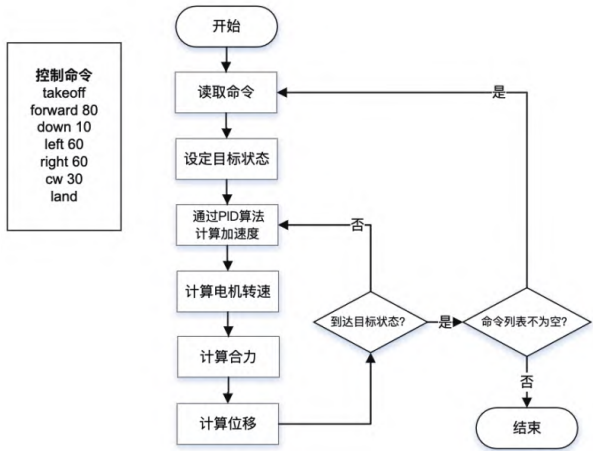 控制命令
takeoff
forward 80
down 10
left 60
right 60
cw 30
land
开始
读取命令
设定目标状态
通过PID算法
计算加速度
计算电机转速
计算合力
计算位移
否
到达目标状态?
是
是
命令列表不为空?
否
结束